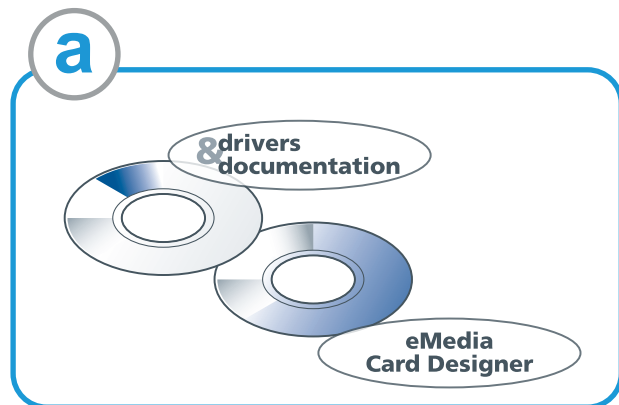 a
& drivers
documentation
eMedia
Card Designer